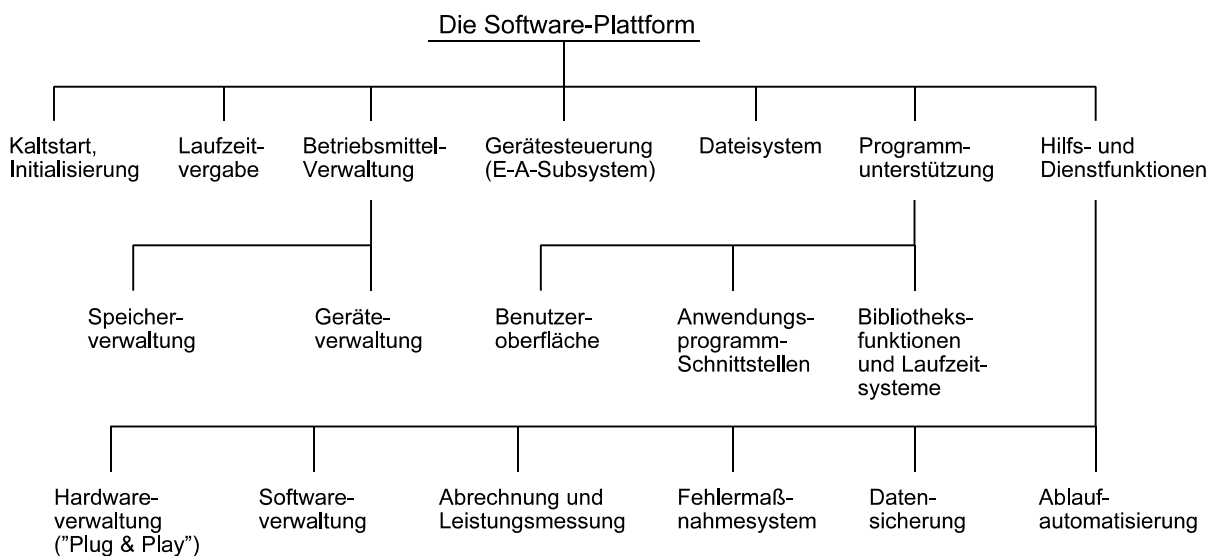 Die Software-Plattform
Kaltstart,
Initialisierung
Laufzeit-
vergabe
Betriebsmittel-
Verwaltung
Gerätesteuerung
(E-A-Subsystem)
Dateisystem
Programm-
unterstützung
Hilfs- und
Dienstfunktionen
Speicher-
verwaltung
Geräte-
verwaltung
Benutzer-
oberfläche
Anwendungs-
programm-
Schnittstellen
Bibliotheks-
funktionen
und Laufzeit-
systeme
Hardware-
verwaltung
("Plug & Play")
Software-
verwaltung
Abrechnung und
Leistungsmessung
Fehlermaß-
nahmesystem
Daten-
sicherung
Ablauf-
automatisierung